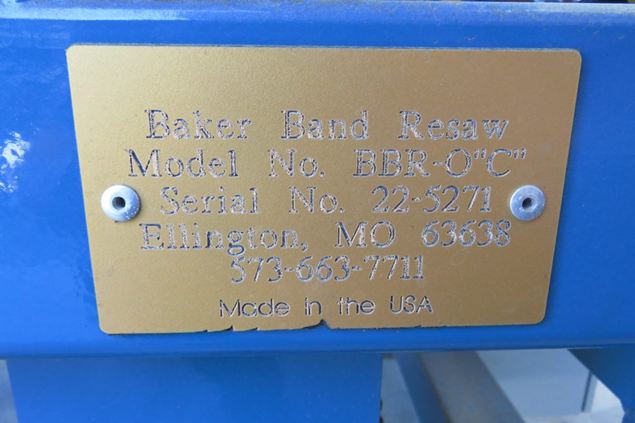 Baker Band Resaw
Model No. BBR-O"C"
Serial No. 22-5271
Ellington, MO 63638
573-663-7711
Made in the USA